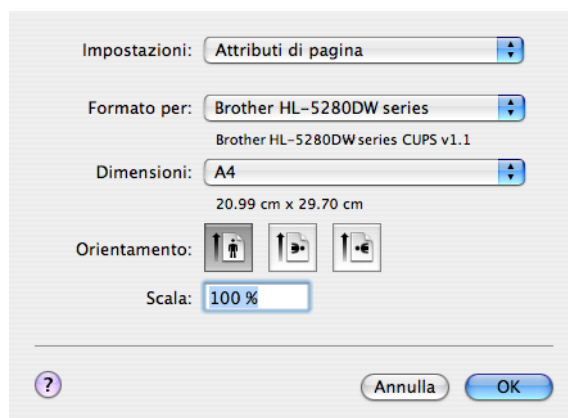 Impostazioni: Attributi di pagina
Formato per: Brother HL-5280DW series
Brother HL-5280DW series CUPS v1.1
Dimensioni: A4
20.99 cm x 29.70 cm
Orientamento:
Scala: 100 %
? Annulla OK